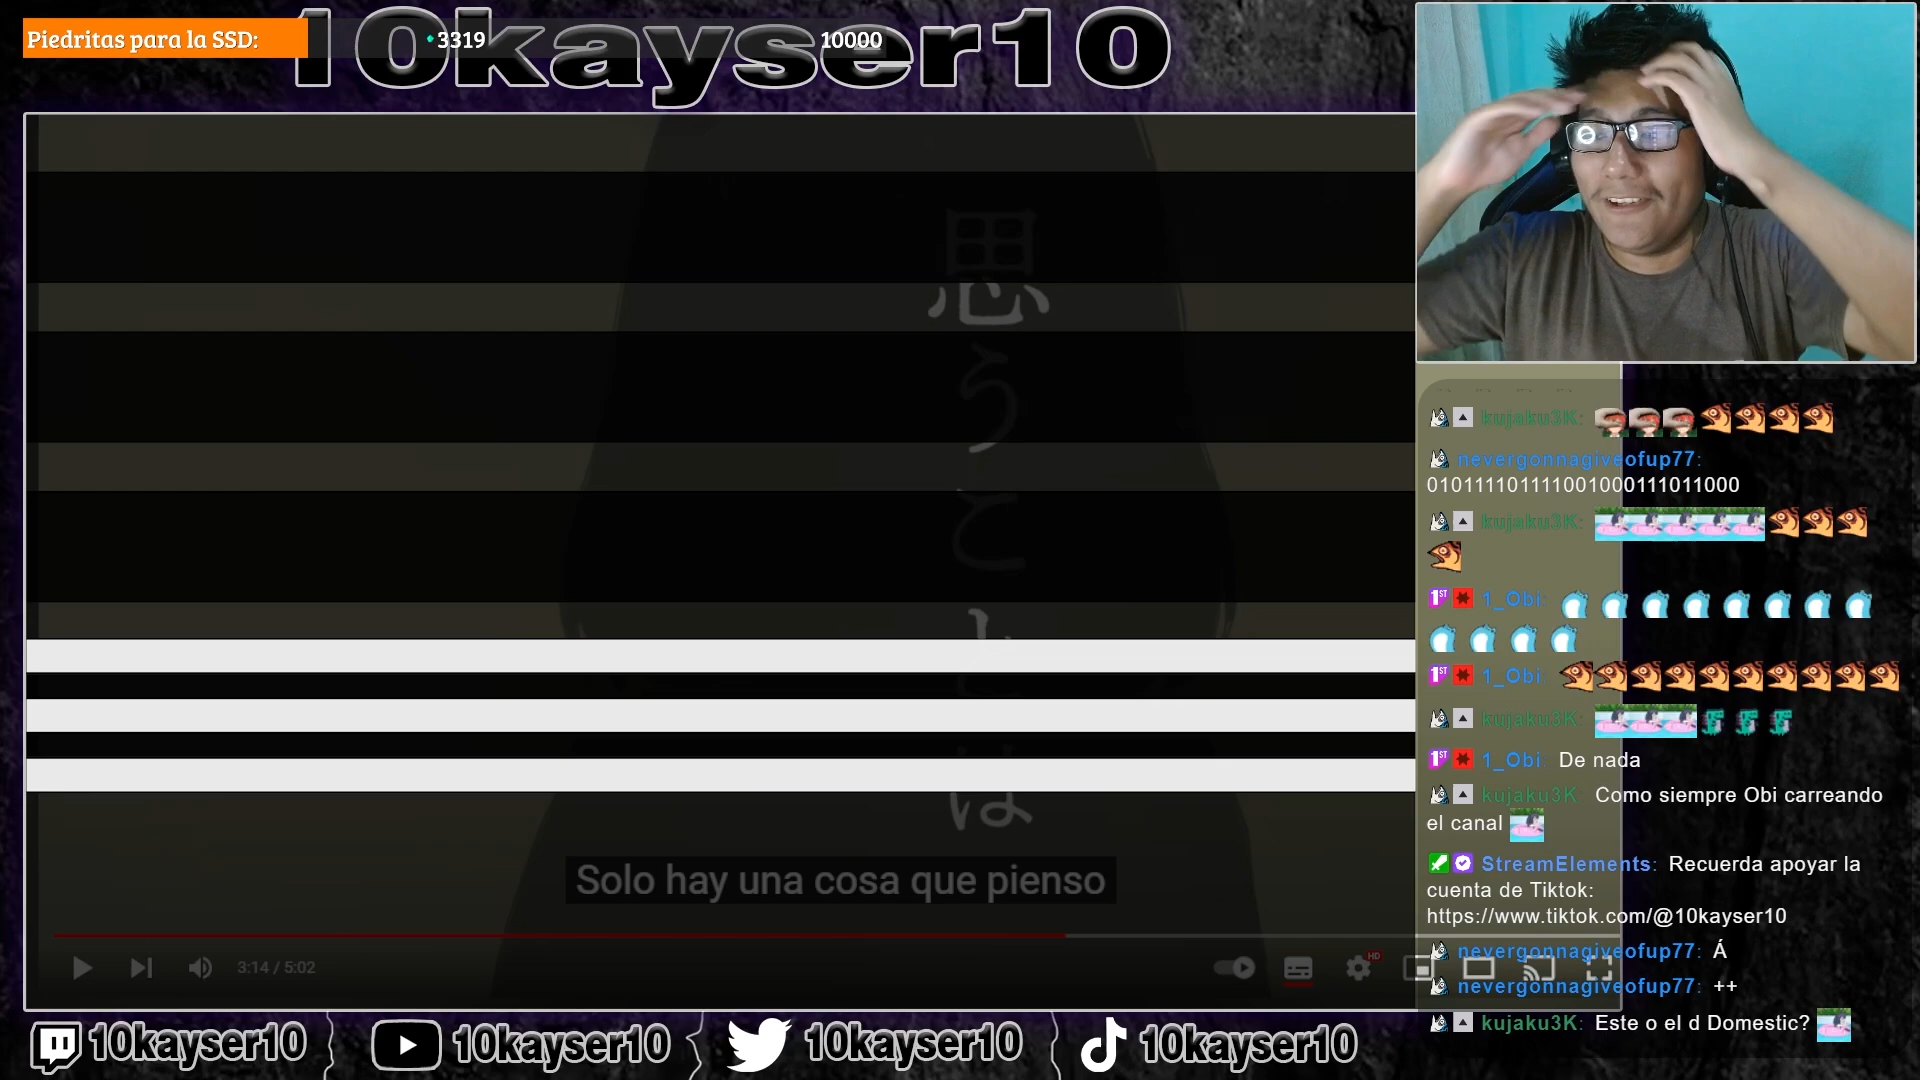 10kayser10
Piedritas para la SSD:
3319
10000
思うことは
Solo hay una cosa que pienso
3:14 / 5:02
HD
kujaku3K:
nevergonnagiveofup77:
010111101111001000111011000
kujaku3K:
1_Obi:
1_Obi:
kujaku3K:
1_Obi: De nada
kujaku3K: Como siempre Obi carreando
el canal
StreamElements: Recuerda apoyar la
cuenta de Tiktok:
https://www.tiktok.com/@10kayser10
nevergonnagiveofup77: Á
nevergonnagiveofup77: ++
kujaku3K: Este o el d Domestic?
10kayser10
10kayser10
10kayser10
10kayser10